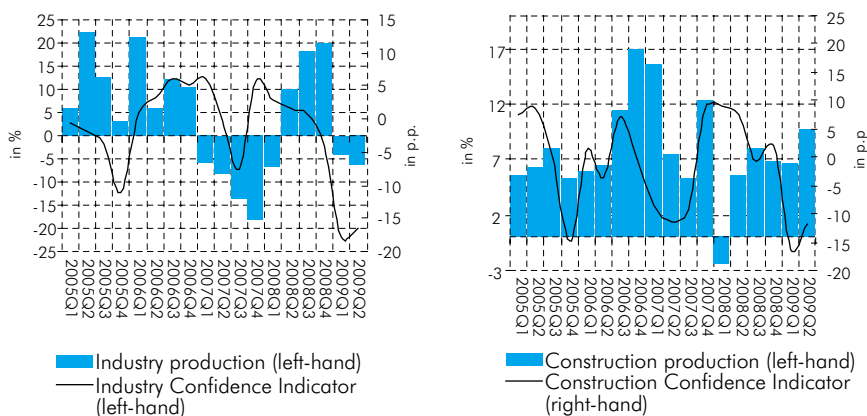 25
20
15
10
5
0
-5
-10
-15
-20
-25
in %
15
10
5
0
-5
-10
-15
-20
in p.p.
2005Q1
2005Q2
2005Q3
2005Q4
2006Q1
2006Q2
2006Q3
2006Q4
2007Q1
2007Q2
2007Q3
2007Q4
2008Q1
2008Q2
2008Q3
2008Q4
2009Q1
2009Q2
Industry production (left-hand)
Industry Confidence Indicator
(left-hand)
17
12
7
2
-3
in %
25
20
15
10
5
0
-5
-10
-15
-20
in p.p.
2005Q1
2005Q2
2005Q3
2005Q4
2006Q1
2006Q2
2006Q3
2006Q4
2007Q1
2007Q2
2007Q3
2007Q4
2008Q1
2008Q2
2008Q3
2008Q4
2009Q1
2009Q2
Construction production (left-hand)
Construction Confidence Indicator
(right-hand)